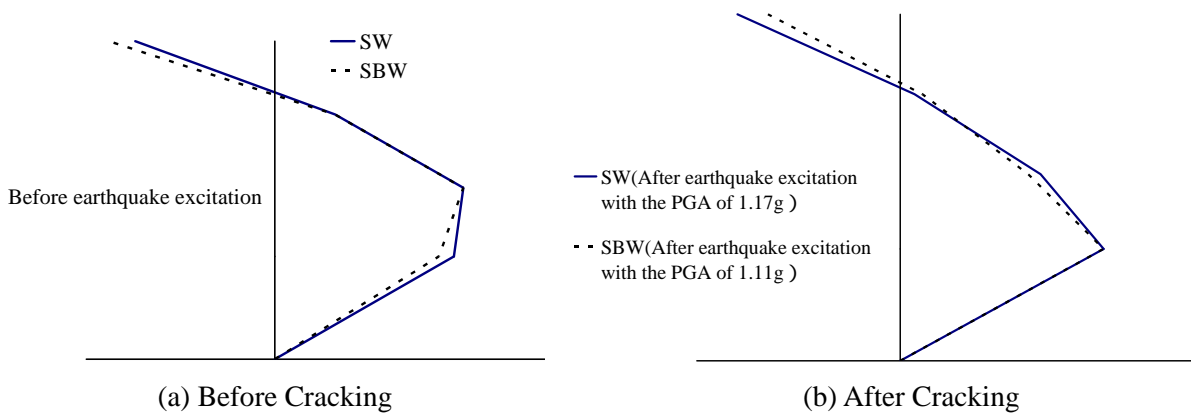 SW
SBW
Before earthquake excitation
SW(After earthquake excitation
with the PGA of 1.17g )
SBW(After earthquake excitation
with the PGA of 1.11g )
(a) Before Cracking
(b) After Cracking